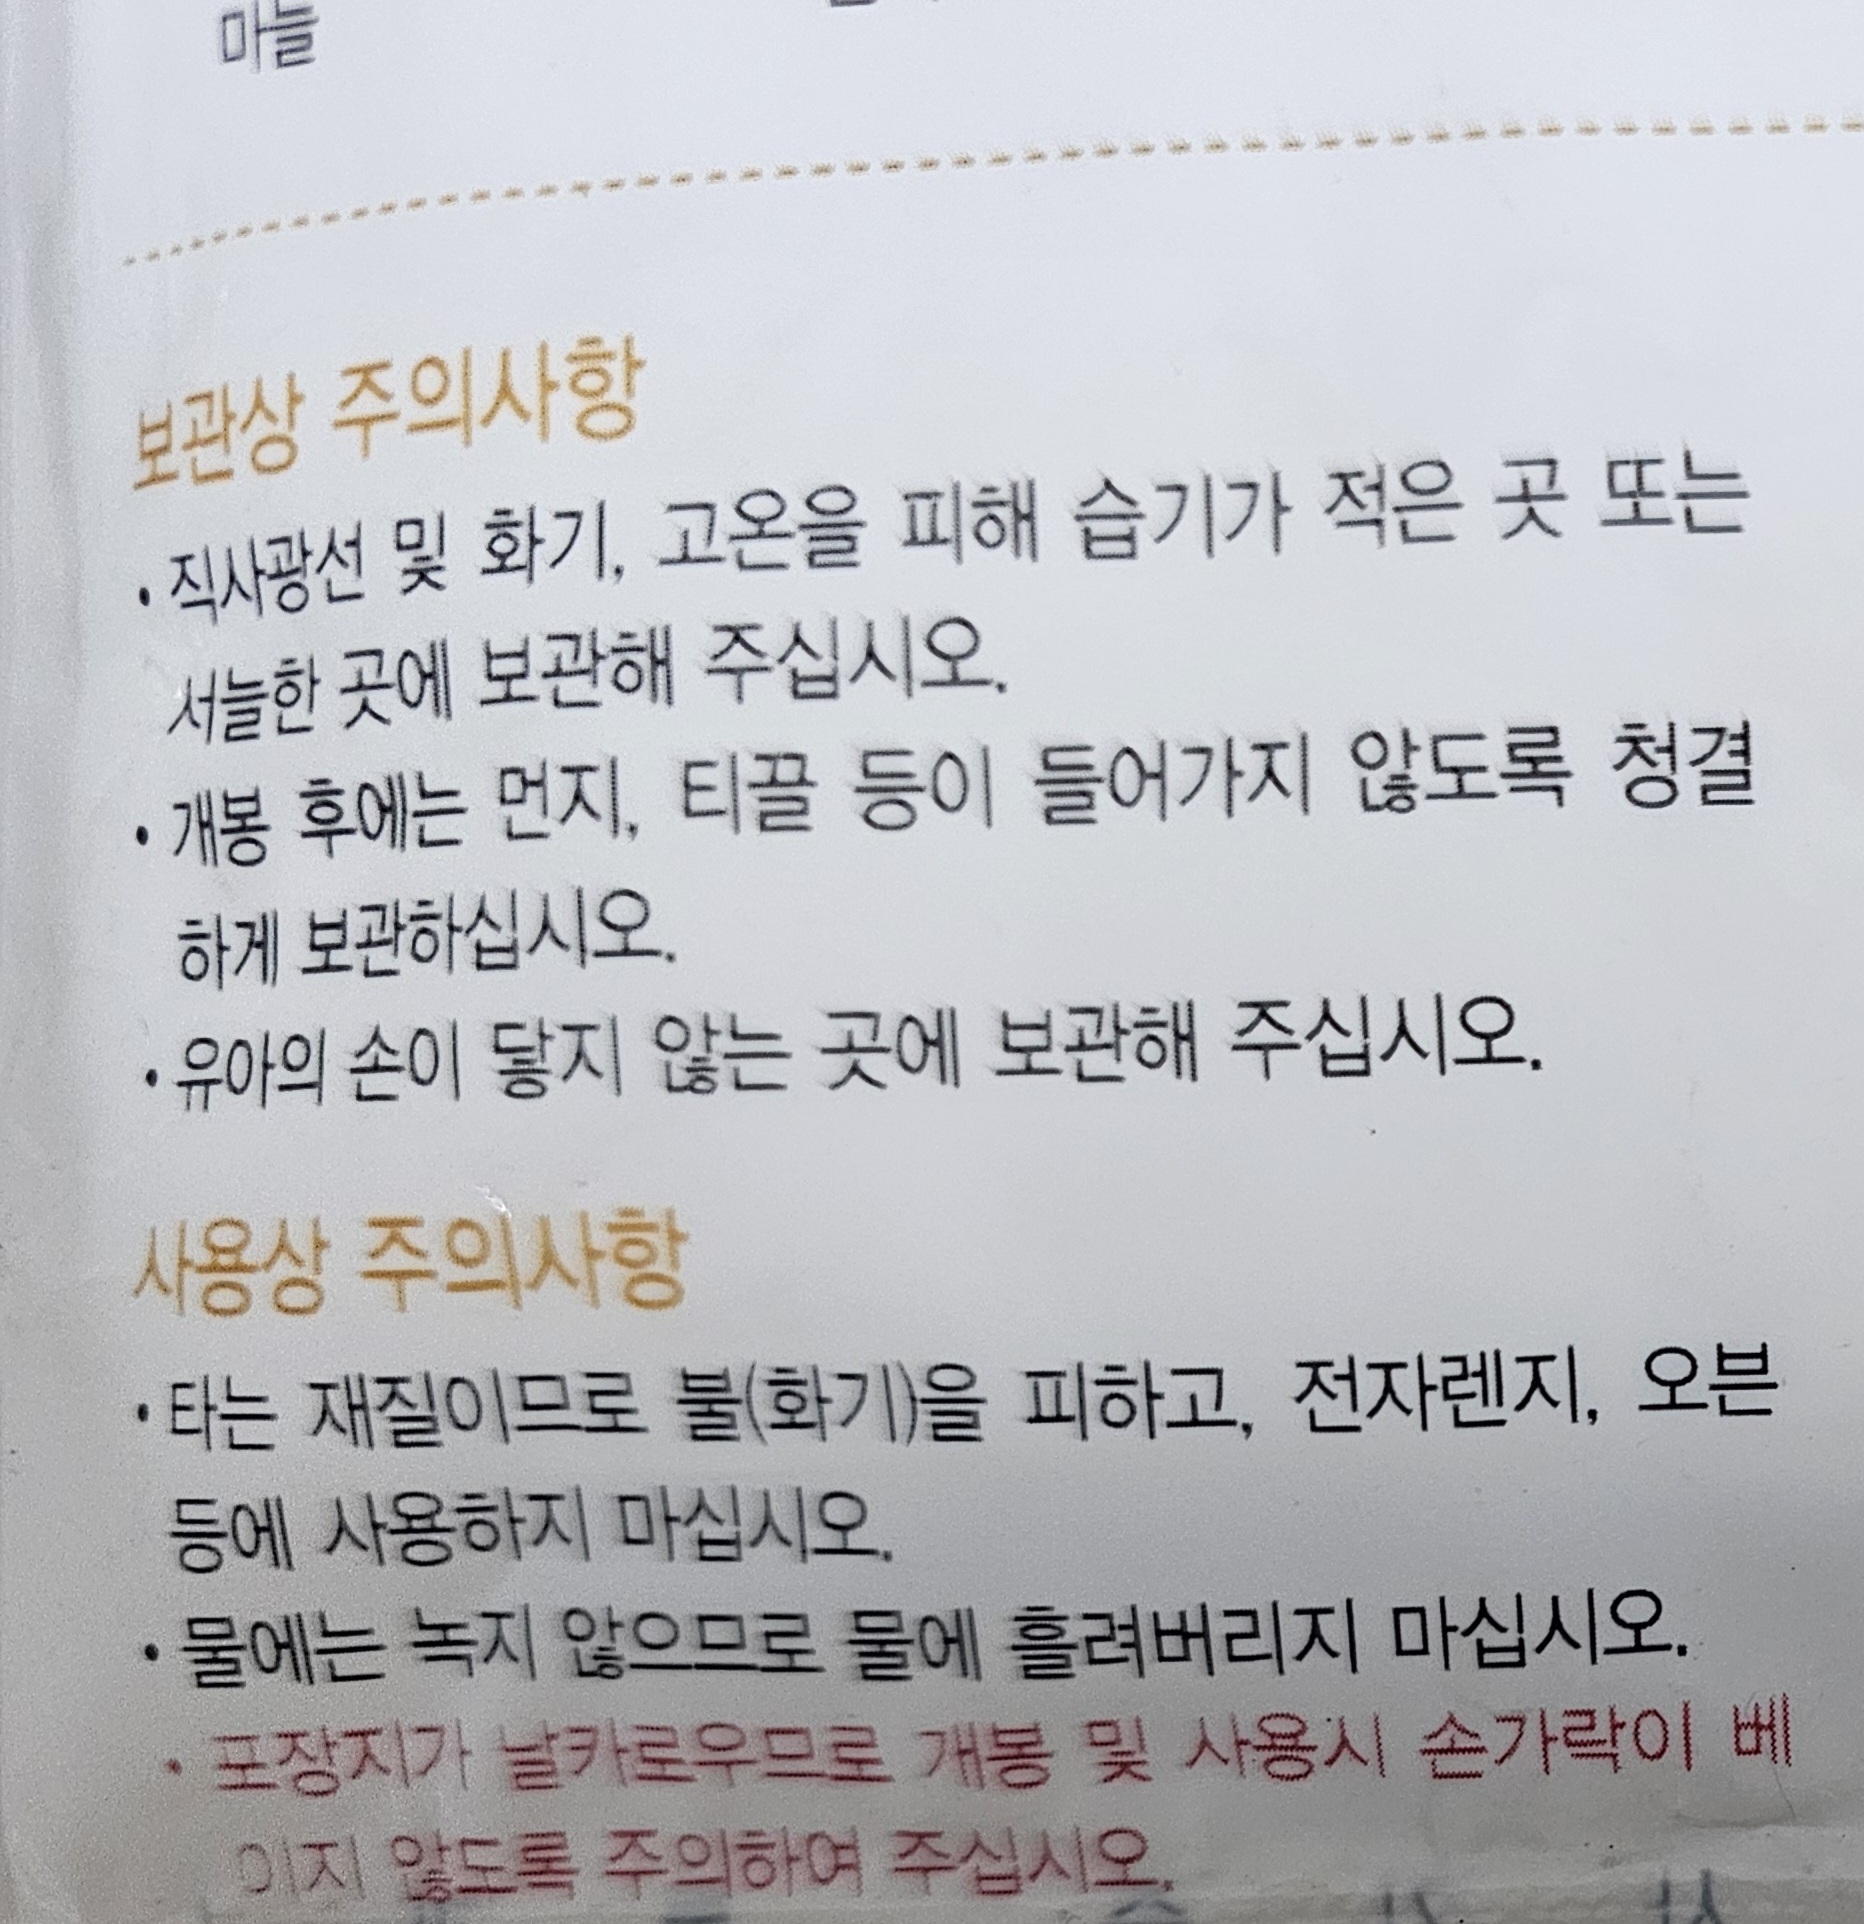 마늘
보관상 주의사항
• 직사광선 및 화기, 고온을 피해 습기가 적은 곳 또는
서늘한 곳에 보관해 주십시오.
• 개봉 후에는 먼지, 티끌 등이 들어가지 않도록 청결
하게 보관하십시오.
• 유아의 손이 닿지 않는 곳에 보관해 주십시오.
사용상 주의사항
• 타는 재질이므로 불(화기)을 피하고, 전자렌지, 오븐
등에 사용하지 마십시오.
• 물에는 녹지 않으므로 물에 흘려버리지 마십시오.
• 포장지가 날카로우므로 개봉 및 사용시 손가락이 베
이지 않도록 주의하여 주십시오.